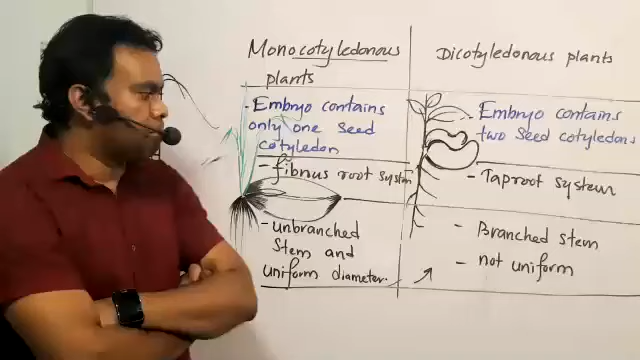 Monocotyledonous
plants
- Embryo contains
only one seed
cotyledon
- fibrus root system
- unbranched
Stem and
uniform diameter.
Dicotyledonous plants
- Embryo contains
two seed cotyledons
- Taproot system
- Branched stem
- not uniform